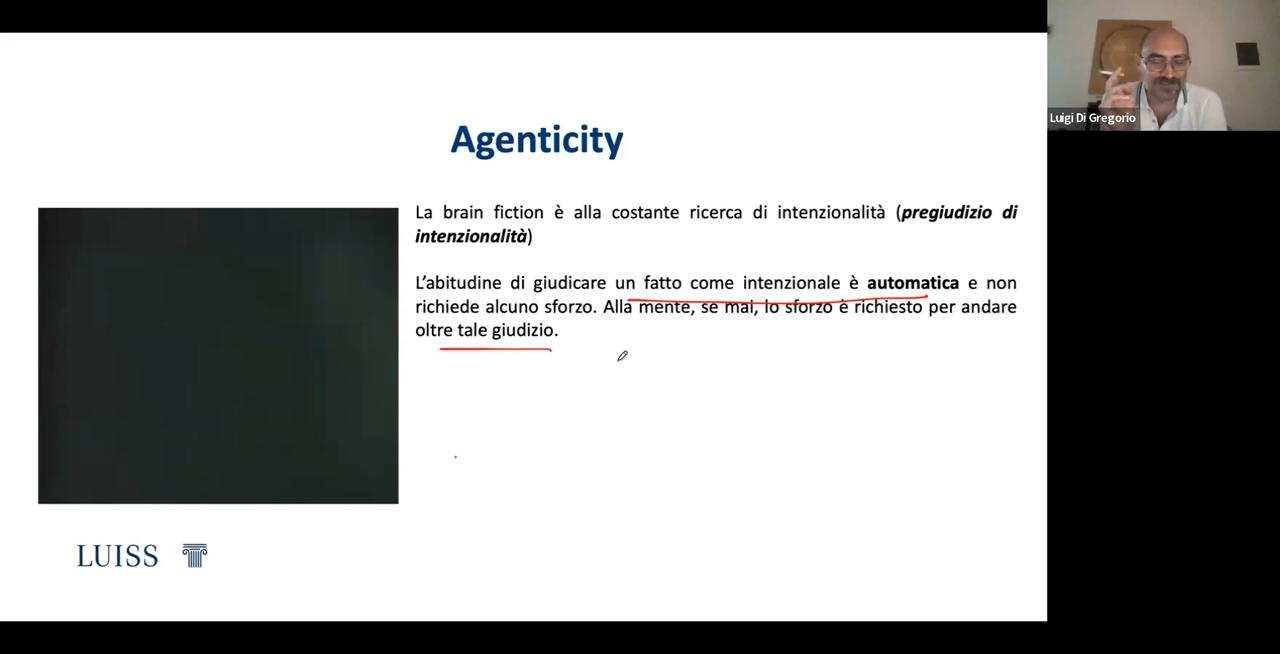 Luigi Di Gregorio
Agenticity
La brain fiction è alla costante ricerca di intenzionalità (pregiudizio di
intenzionalità)
L’abitudine di giudicare un fatto come intenzionale è automatica e non
richiede alcuno sforzo. Alla mente, se mai, lo sforzo è richiesto per andare
oltre tale giudizio.
LUISS